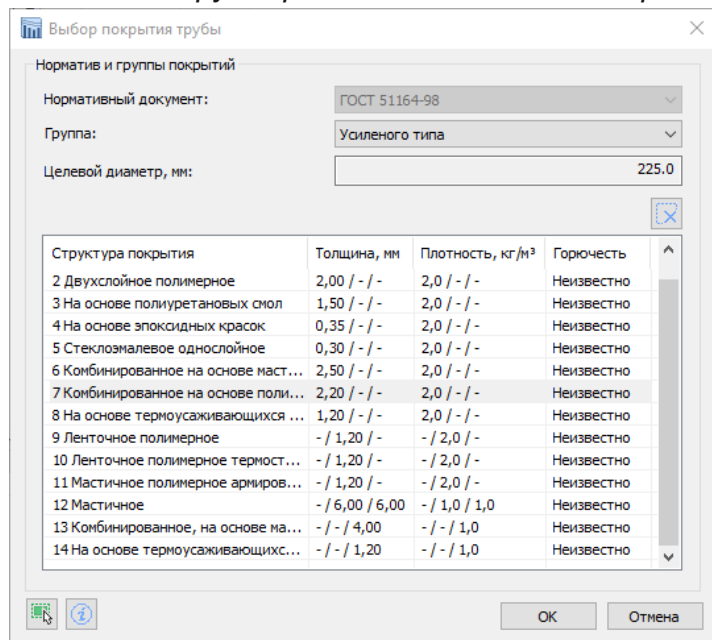 Выбор покрытия трубы
Норматив и группы покрытий
Нормативный документ: ГОСТ 51164-98
Группа: Усиленого типа
Целевой диаметр, мм: 225.0
Структура покрытия Толщина, мм Плотность, кг/м³ Горючесть
2 Двухслойное полимерное 2,00 / - / - 2,0 / - / - Неизвестно
3 На основе полиуретановых смол 1,50 / - / - 2,0 / - / - Неизвестно
4 На основе эпоксидных красок 0,35 / - / - 2,0 / - / - Неизвестно
5 Стеклоэмалевое однослойное 0,30 / - / - 2,0 / - / - Неизвестно
6 Комбинированное на основе маст... 2,50 / - / - 2,0 / - / - Неизвестно
7 Комбинированное на основе поли... 2,20 / - / - 2,0 / - / - Неизвестно
8 На основе термоусаживающихся ... 1,20 / - / - 2,0 / - / - Неизвестно
9 Ленточное полимерное - / 1,20 / - - / 2,0 / - Неизвестно
10 Ленточное полимерное термост... - / 1,20 / - - / 2,0 / - Неизвестно
11 Мастичное полимерное армиров... - / 1,20 / - - / 2,0 / - Неизвестно
12 Мастичное - / 6,00 / 6,00 - / 1,0 / 1,0 Неизвестно
13 Комбинированное, на основе ма... - / - / 4,00 - / - / 1,0 Неизвестно
14 На основе термоусаживающихс... - / - / 1,20 - / - / 1,0 Неизвестно
ОК Отмена